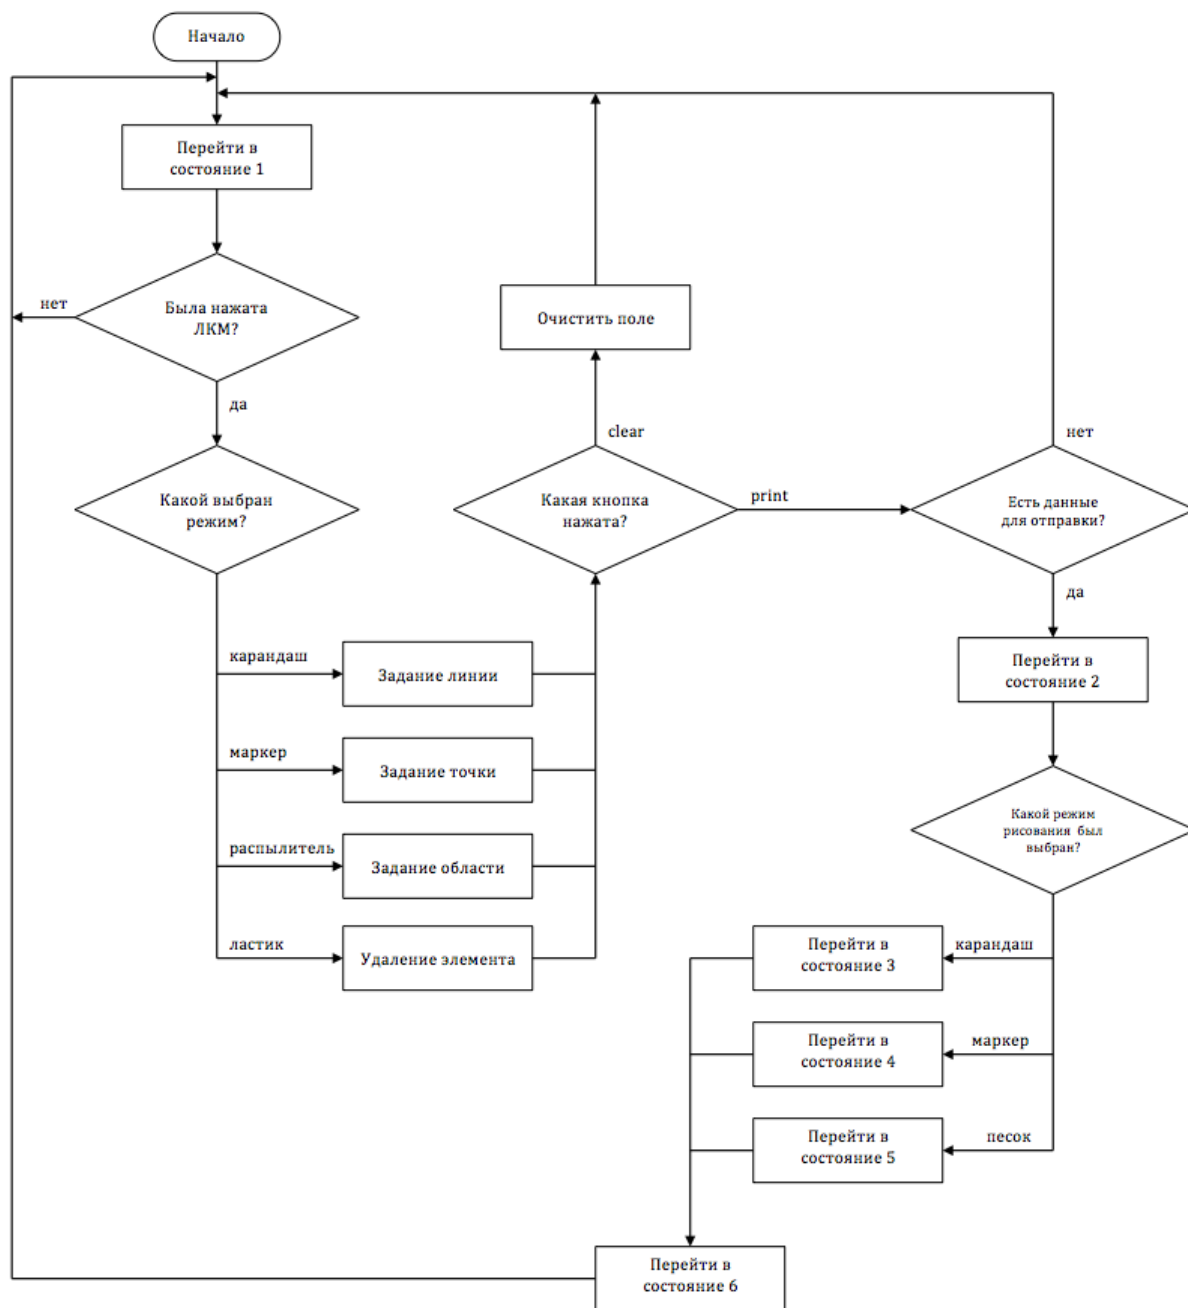 Начало
Перейти в
состояние 1
Была нажата
ЛКМ?
нет
да
Какой выбран
режим?
карандаш
Задание линии
маркер
Задание точки
распылитель
Задание области
ластик
Удаление элемента
Какая кнопка
нажата?
clear
Очистить поле
print
Есть данные
для отправки?
нет
да
Перейти в
состояние 2
Какой режим
рисования был
выбран?
карандаш
Перейти в
состояние 3
маркер
Перейти в
состояние 4
песок
Перейти в
состояние 5
Перейти в
состояние 6